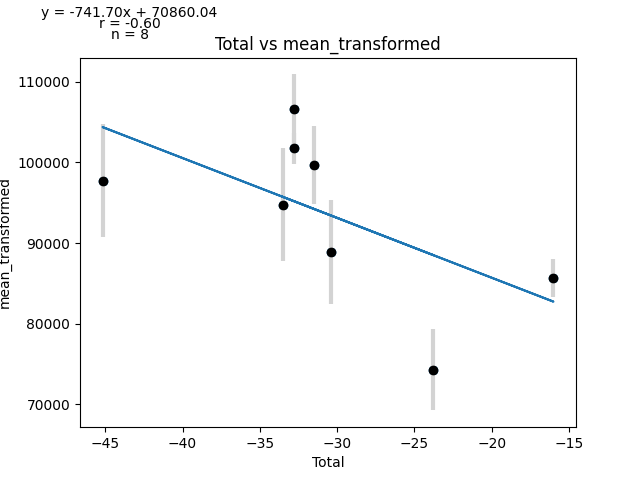 y = -741.70x + 70860.04
r = -0.60
n = 8
Total vs mean_transformed
110000
100000
90000
80000
70000
mean_transformed
−45 −40 −35 −30 −25 −20 −15
Total